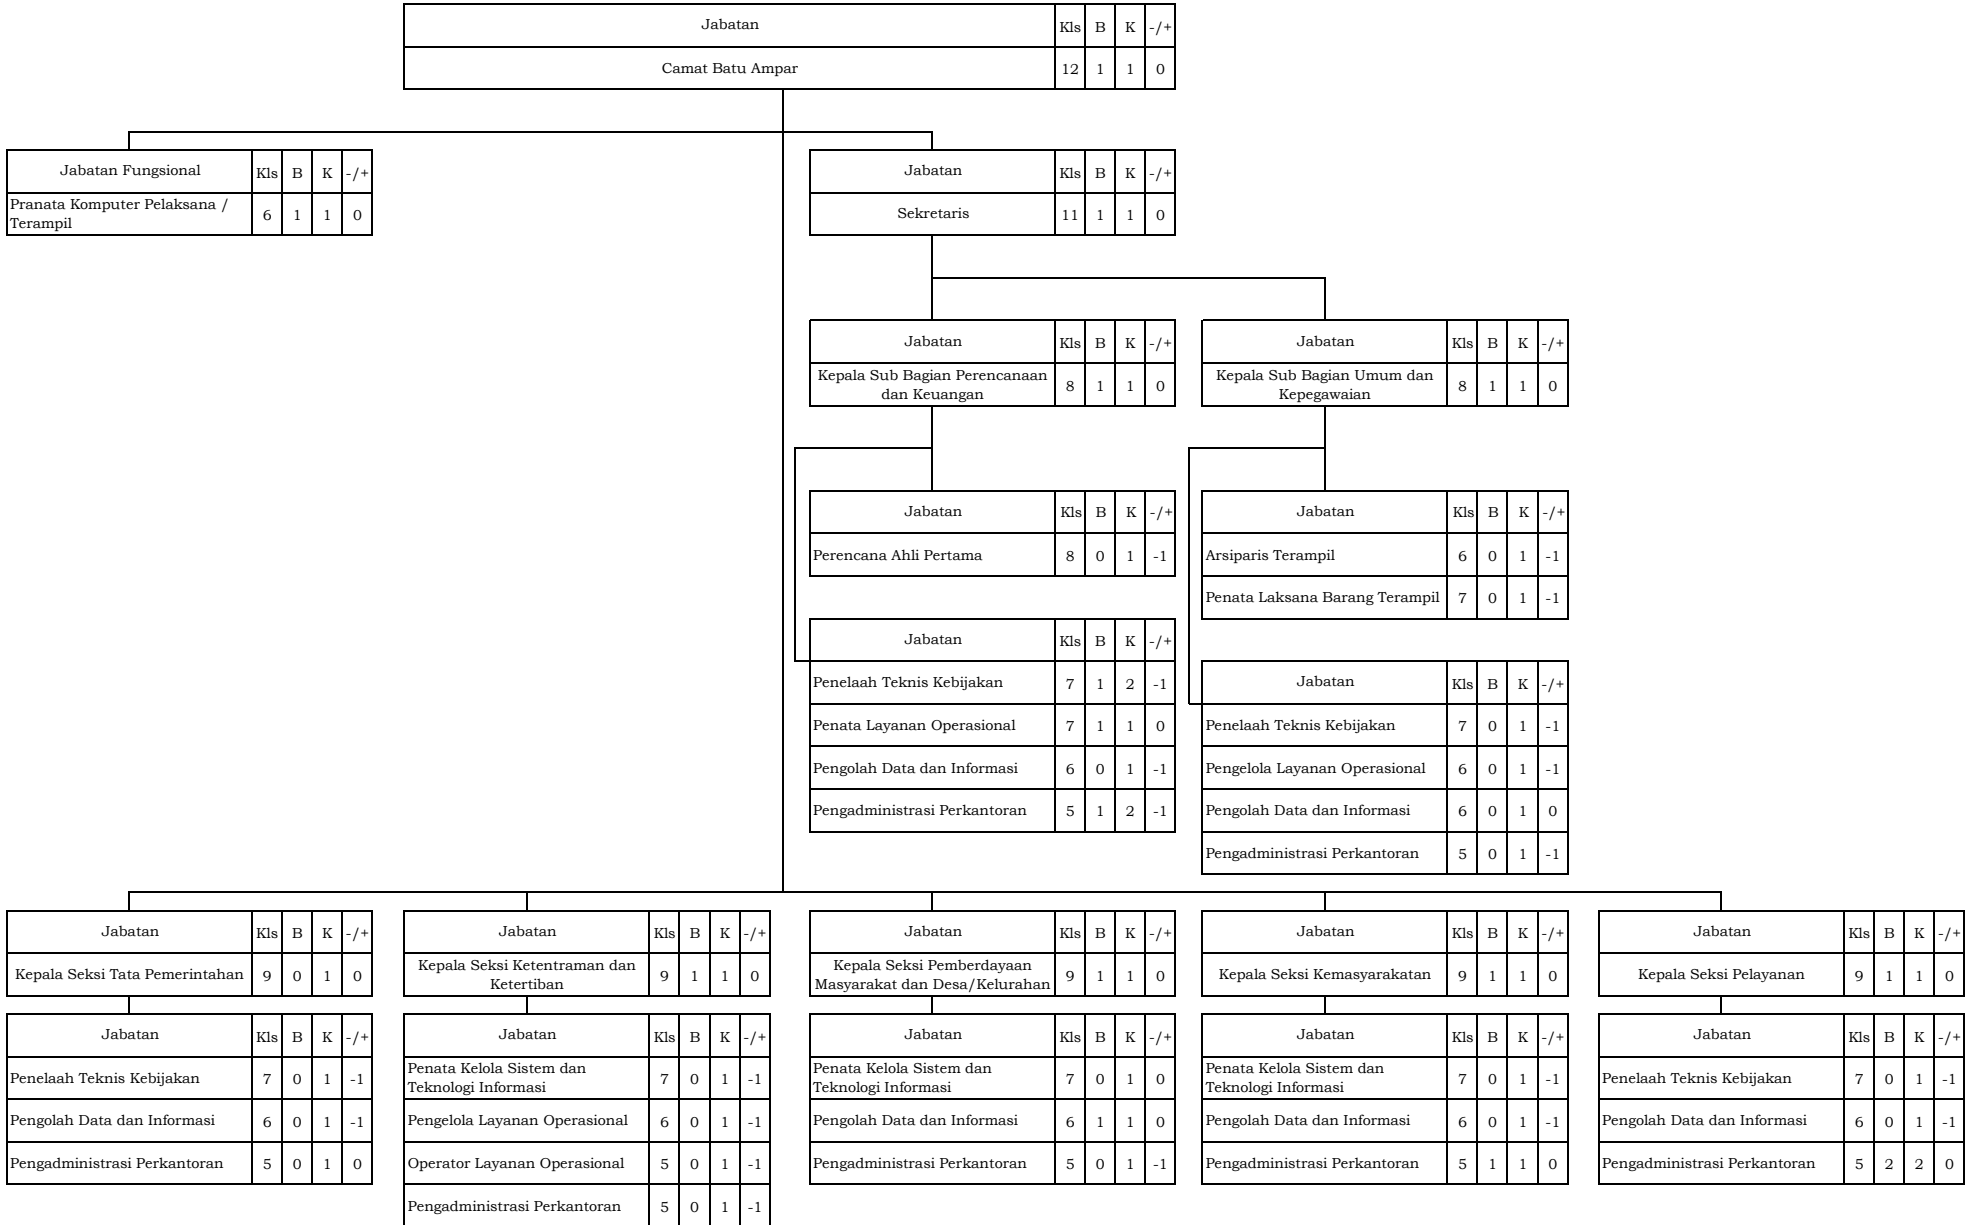 Jabatan Kls B K -/+
Camat Batu Ampar 12 1 1 0
Jabatan Fungsional Kls B K -/+
Pranata Komputer Pelaksana /
Terampil 6 1 1 0
Jabatan Kls B K -/+
Sekretaris 11 1 1 0
Jabatan Kls B K -/+
Kepala Sub Bagian Perencanaan
dan Keuangan 8 1 1 0
Jabatan Kls B K -/+
Kepala Sub Bagian Umum dan
Kepegawaian 8 1 1 0
Jabatan Kls B K -/+
Perencana Ahli Pertama 8 0 1 -1
Jabatan Kls B K -/+
Arsiparis Terampil 6 0 1 -1
Penata Laksana Barang Terampil 7 0 1 -1
Jabatan Kls B K -/+
Penelaah Teknis Kebijakan 7 1 2 -1
Penata Layanan Operasional 7 1 1 0
Pengolah Data dan Informasi 6 0 1 -1
Pengadministrasi Perkantoran 5 1 2 -1
Jabatan Kls B K -/+
Penelaah Teknis Kebijakan 7 0 1 -1
Pengelola Layanan Operasional 6 0 1 -1
Pengolah Data dan Informasi 6 0 1 0
Pengadministrasi Perkantoran 5 0 1 -1
Jabatan Kls B K -/+
Kepala Seksi Tata Pemerintahan 9 0 1 0
Jabatan Kls B K -/+
Penelaah Teknis Kebijakan 7 0 1 -1
Pengolah Data dan Informasi 6 0 1 -1
Pengadministrasi Perkantoran 5 0 1 0
Jabatan Kls B K -/+
Kepala Seksi Ketentraman dan
Ketertiban 9 1 1 0
Jabatan Kls B K -/+
Penata Kelola Sistem dan
Teknologi Informasi 7 0 1 -1
Pengelola Layanan Operasional 6 0 1 -1
Operator Layanan Operasional 5 0 1 -1
Pengadministrasi Perkantoran 5 0 1 -1
Jabatan Kls B K -/+
Kepala Seksi Pemberdayaan
Masyarakat dan Desa/Kelurahan 9 1 1 0
Jabatan Kls B K -/+
Penata Kelola Sistem dan
Teknologi Informasi 7 0 1 0
Pengolah Data dan Informasi 6 1 1 0
Pengadministrasi Perkantoran 5 0 1 -1
Jabatan Kls B K -/+
Kepala Seksi Kemasyarakatan 9 1 1 0
Jabatan Kls B K -/+
Penata Kelola Sistem dan
Teknologi Informasi 7 0 1 -1
Pengolah Data dan Informasi 6 0 1 -1
Pengadministrasi Perkantoran 5 1 1 0
Jabatan Kls B K -/+
Kepala Seksi Pelayanan 9 1 1 0
Jabatan Kls B K -/+
Penelaah Teknis Kebijakan 7 0 1 -1
Pengolah Data dan Informasi 6 0 1 -1
Pengadministrasi Perkantoran 5 2 2 0